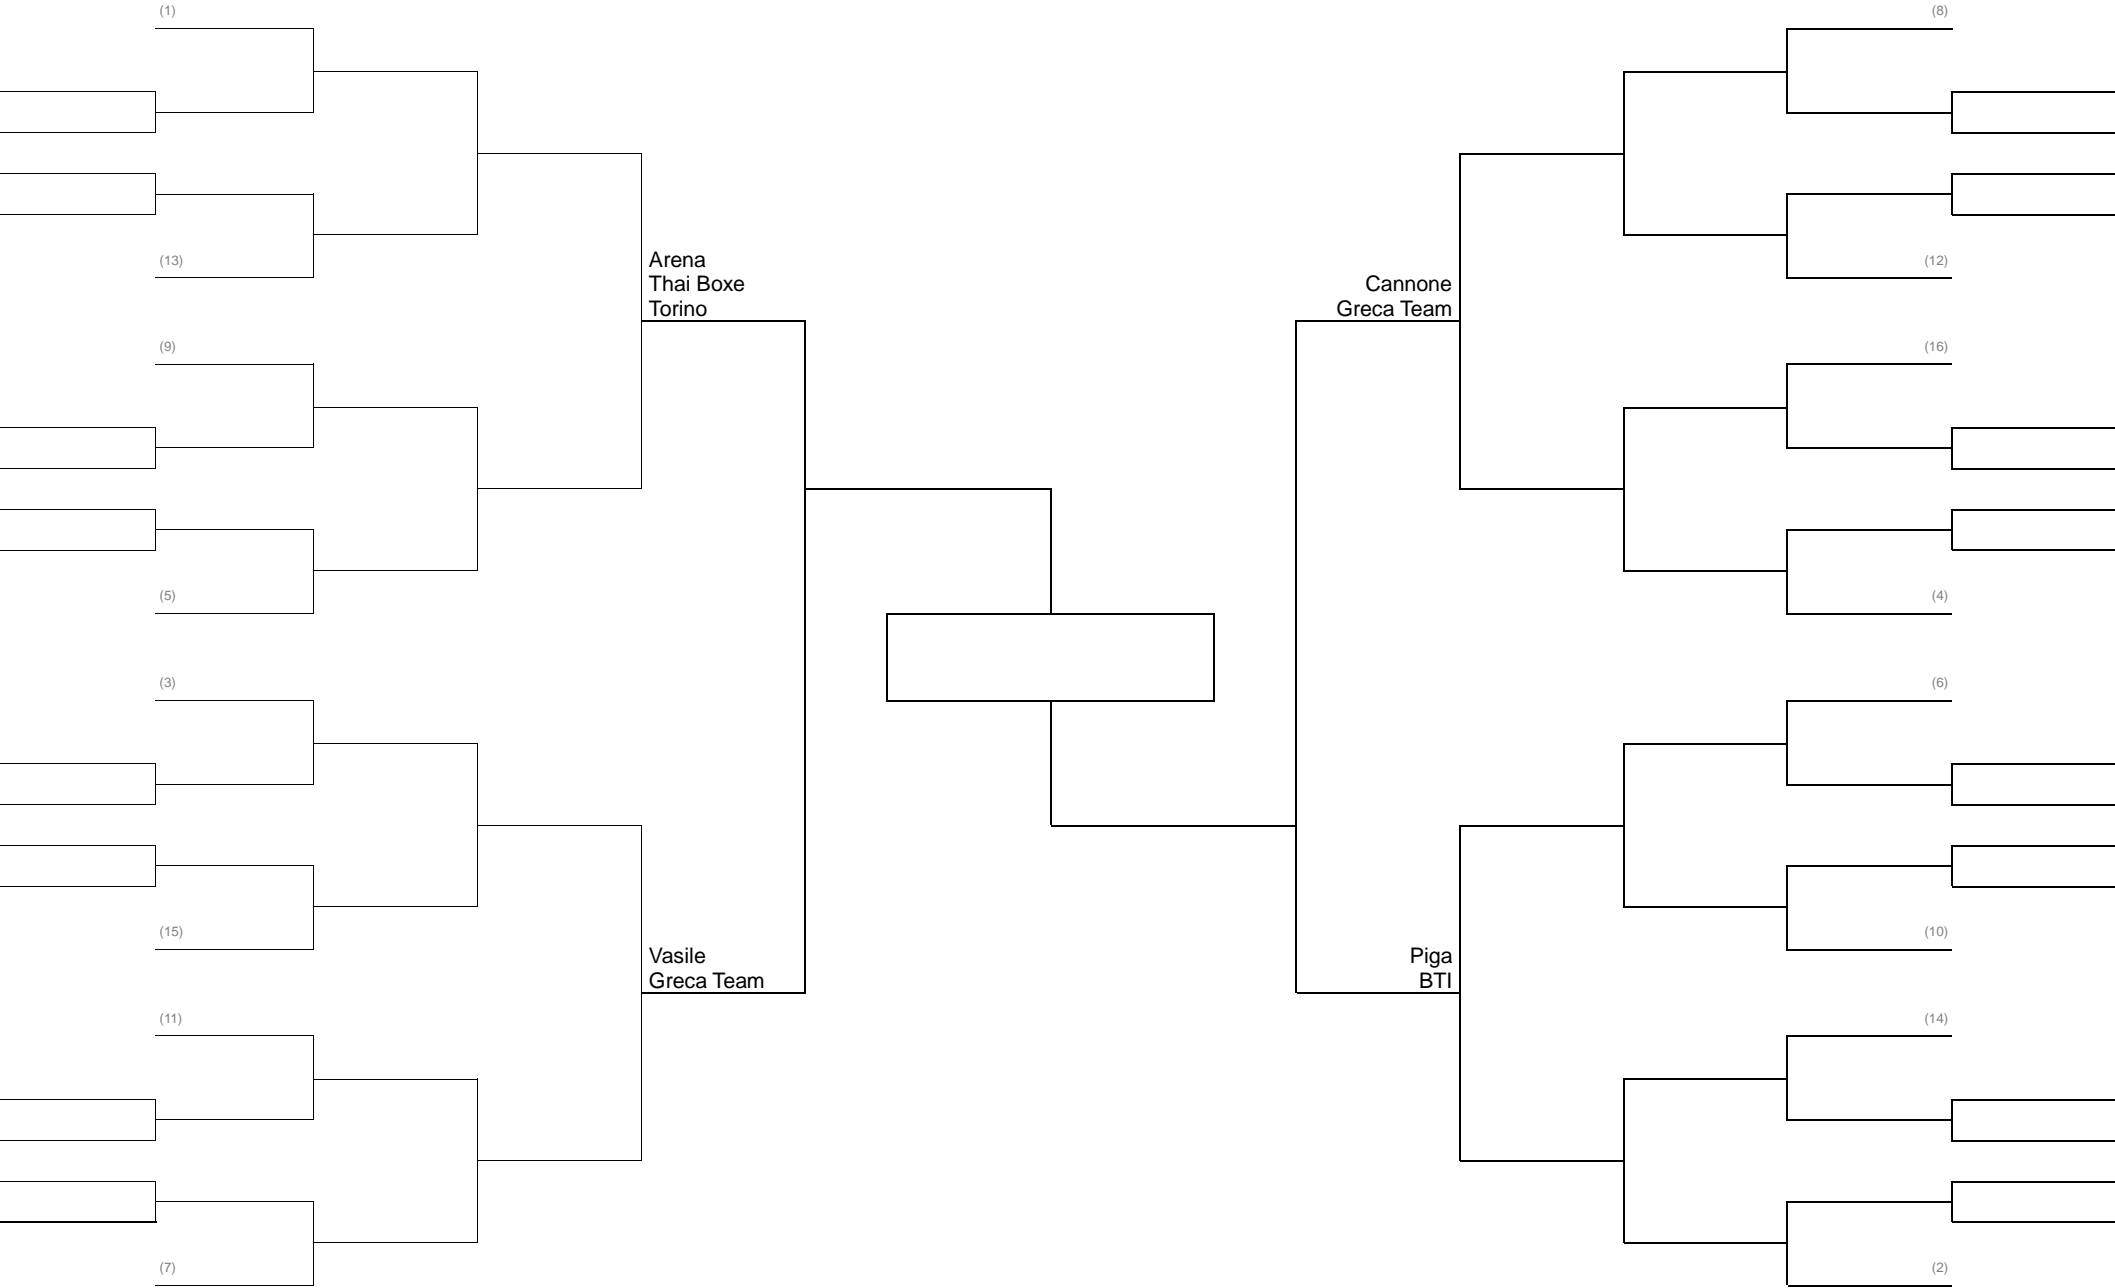 (1)
(8)
Arena
Thai Boxe
Torino
(13)
Cannone
Greca Team
(12)
(9)
(16)
(5)
(4)
(3)
(6)
(15)
(10)
Vasile
Greca Team
Piga
BTI
(11)
(14)
(7)
(2)